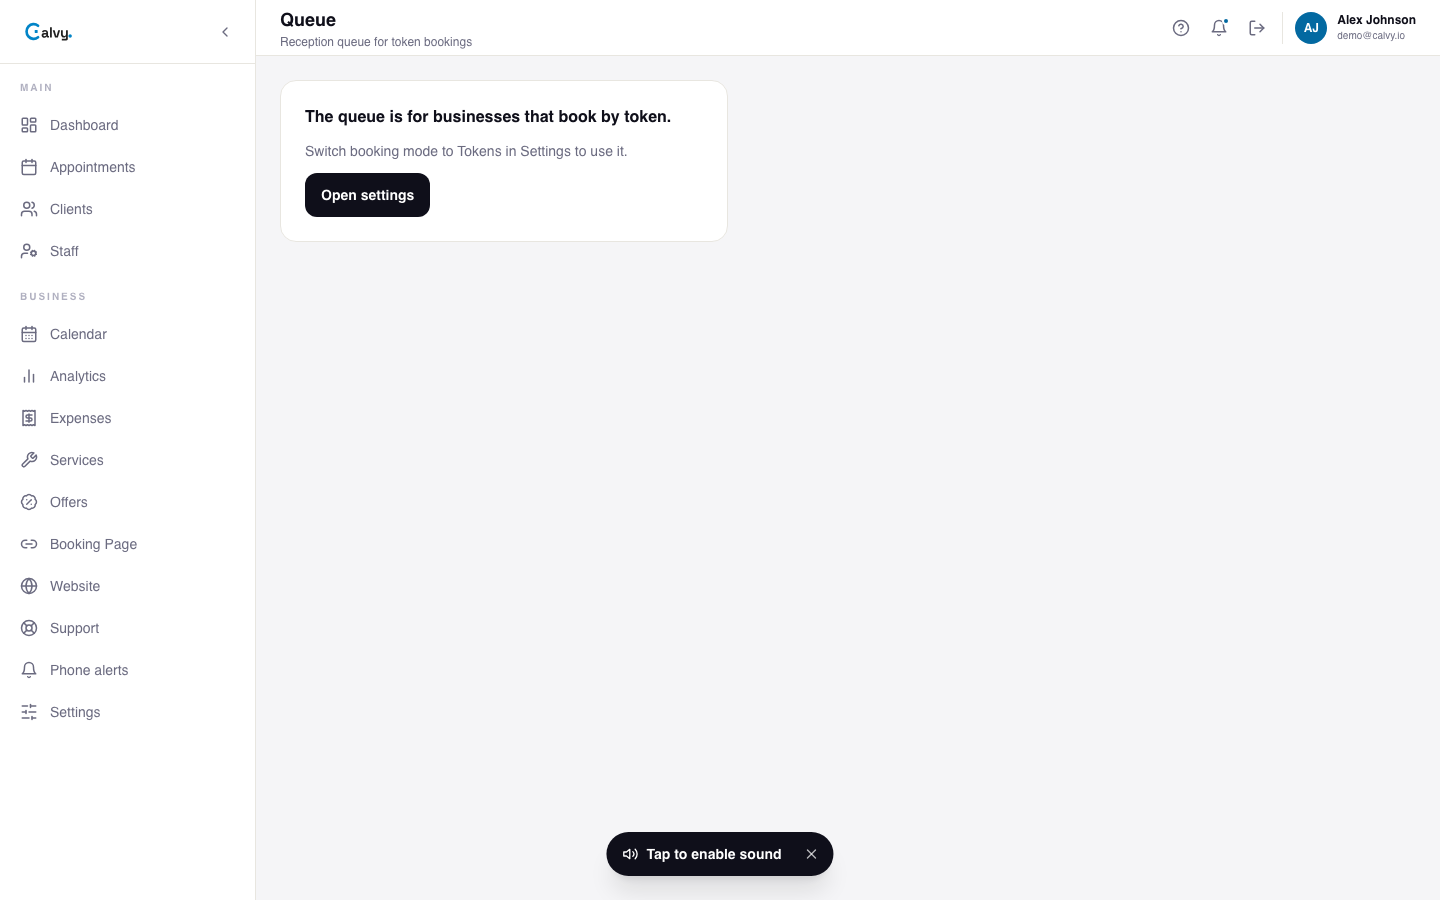 Calvy.
MAIN
Dashboard
Appointments
Clients
Staff
BUSINESS
Calendar
Analytics
Expenses
Services
Offers
Booking Page
Website
Support
Phone alerts
Settings
Queue
Reception queue for token bookings
AJ
Alex Johnson
demo@calvy.io
The queue is for businesses that book by token.
Switch booking mode to Tokens in Settings to use it.
Open settings
Tap to enable sound